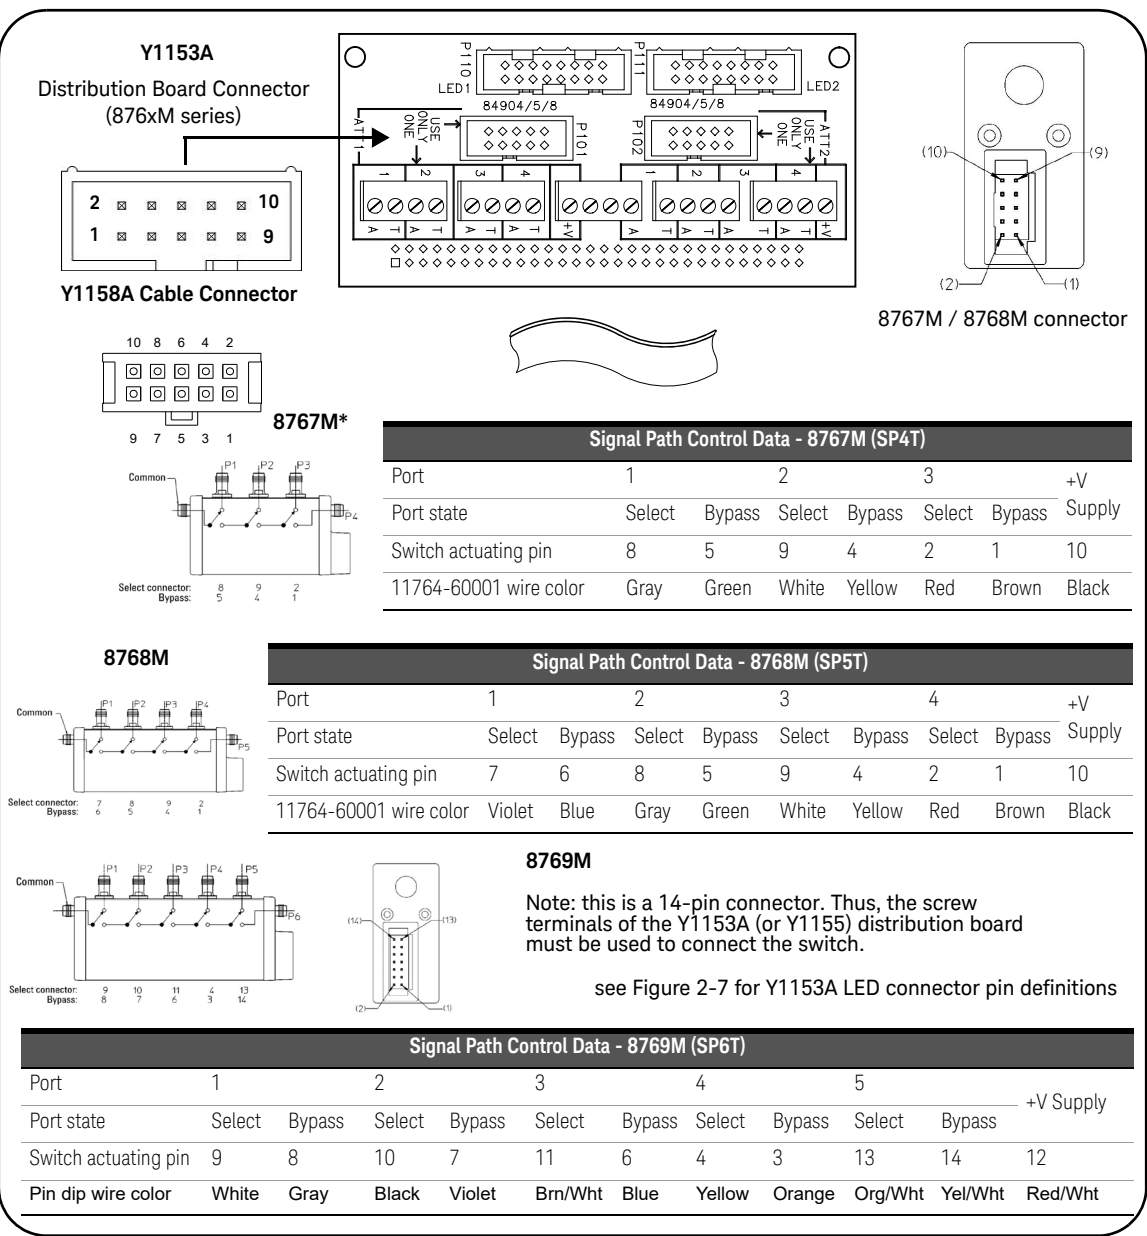 Y1153A
Distribution Board Connector
(876xM series)
2 10
1 9
Y1158A Cable Connector
P110 P111
LED1 LED2
84904/5/8 84904/5/8
ATT1 USE ONLY ONE P101 P102 USE ONLY ONE ATT2
1 2 3 4 1 2 3 4
A T A T A T A T +V A T A T A T A T +V
(10) (9)
(2) (1)
8767M / 8768M connector
10 8 6 4 2
9 7 5 3 1
8767M*
Common P1 P2 P3
P4
Select connector: 8 9 2
Bypass: 5 4 1
Signal Path Control Data - 8767M (SP4T)
Port 1 2 3 +V Supply
Port state Select Bypass Select Bypass Select Bypass
Switch actuating pin 8 5 9 4 2 1 10
11764-60001 wire color Gray Green White Yellow Red Brown Black
8768M
Common P1 P2 P3 P4
P5
Select connector: 7 8 9 2
Bypass: 6 5 4 1
Signal Path Control Data - 8768M (SP5T)
Port 1 2 3 4 +V Supply
Port state Select Bypass Select Bypass Select Bypass Select Bypass
Switch actuating pin 7 6 8 5 9 4 2 1 10
11764-60001 wire color Violet Blue Gray Green White Yellow Red Brown Black
Common P1 P2 P3 P4 P5
P6
Select connector: 9 10 11 4 13
Bypass: 8 7 6 3 14
(14) (13)
(2) (1)
8769M
Note: this is a 14-pin connector. Thus, the screw
terminals of the Y1153A (or Y1155) distribution board
must be used to connect the switch.
see Figure 2-7 for Y1153A LED connector pin definitions
Signal Path Control Data - 8769M (SP6T)
Port 1 2 3 4 5 +V Supply
Port state Select Bypass Select Bypass Select Bypass Select Bypass Select Bypass
Switch actuating pin 9 8 10 7 11 6 4 3 13 14 12
Pin dip wire color White Gray Black Violet Brn/Wht Blue Yellow Orange Org/Wht Yel/Wht Red/Wht